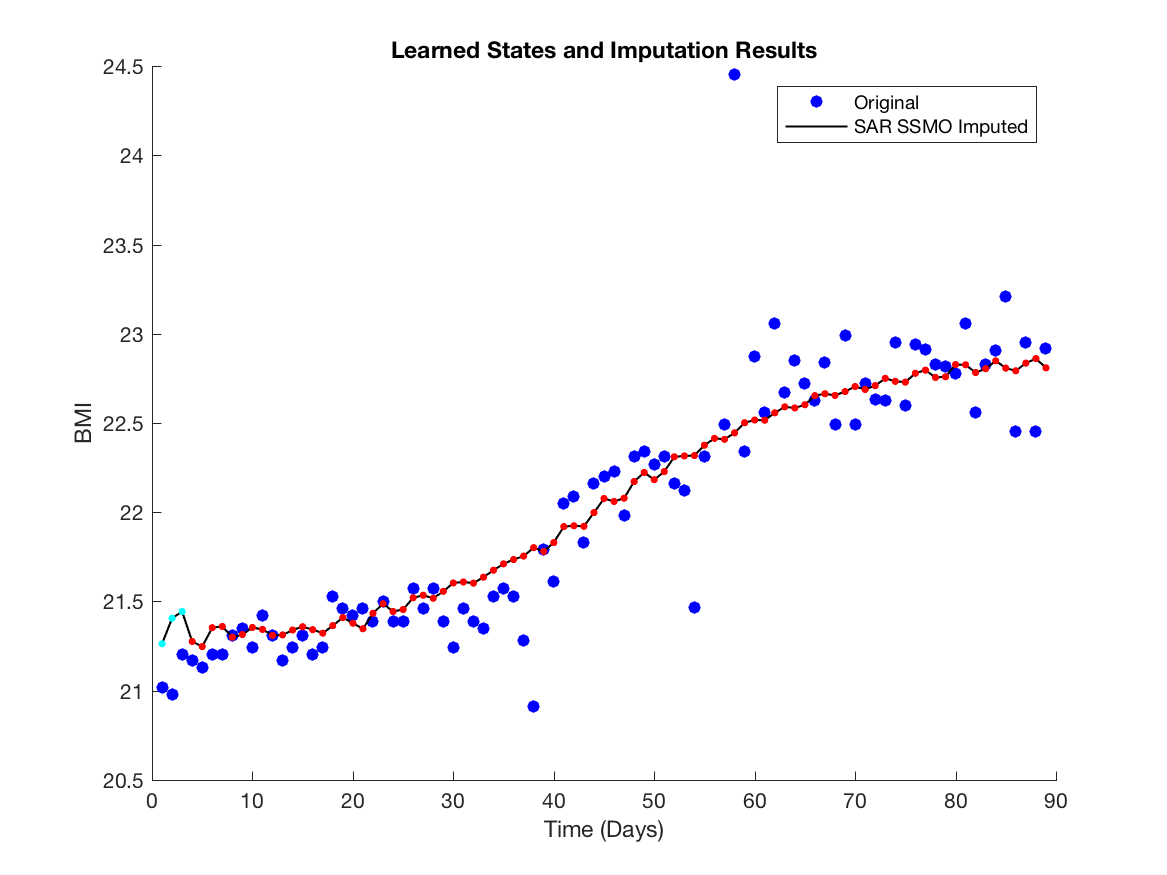 Learned States and Imputation Results
24.5
24
23.5
23
22.5
22
21.5
21
20.5
BMI
Original
SAR SSMO Imputed
0 10 20 30 40 50 60 70 80 90
Time (Days)